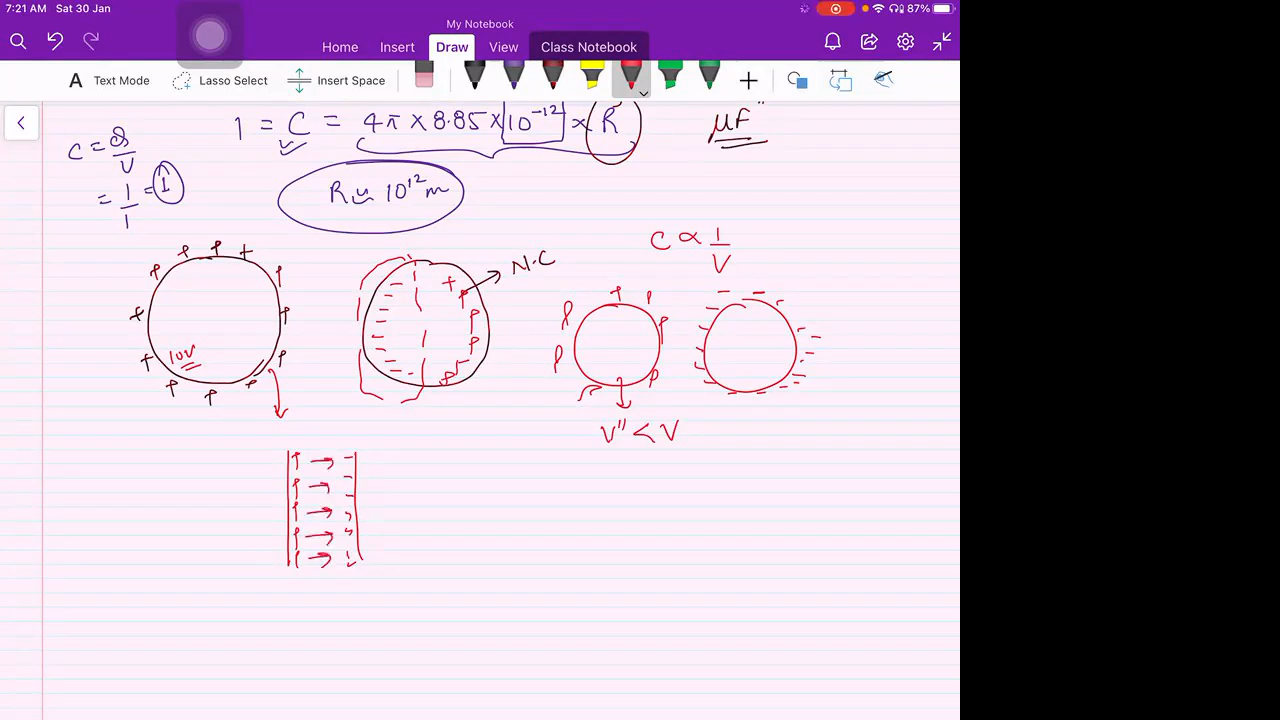 7:21 AM Sat 30 Jan
87%
My Notebook
Home Insert Draw View Class Notebook
A Text Mode Lasso Select Insert Space
1 = C = 4π × 8.85 × 10⁻¹² × R
μF"
C = Q/V
= 1/1 = 1
R ≈ 10¹² m
C ∝ 1/V
N.C
10V
V" < V